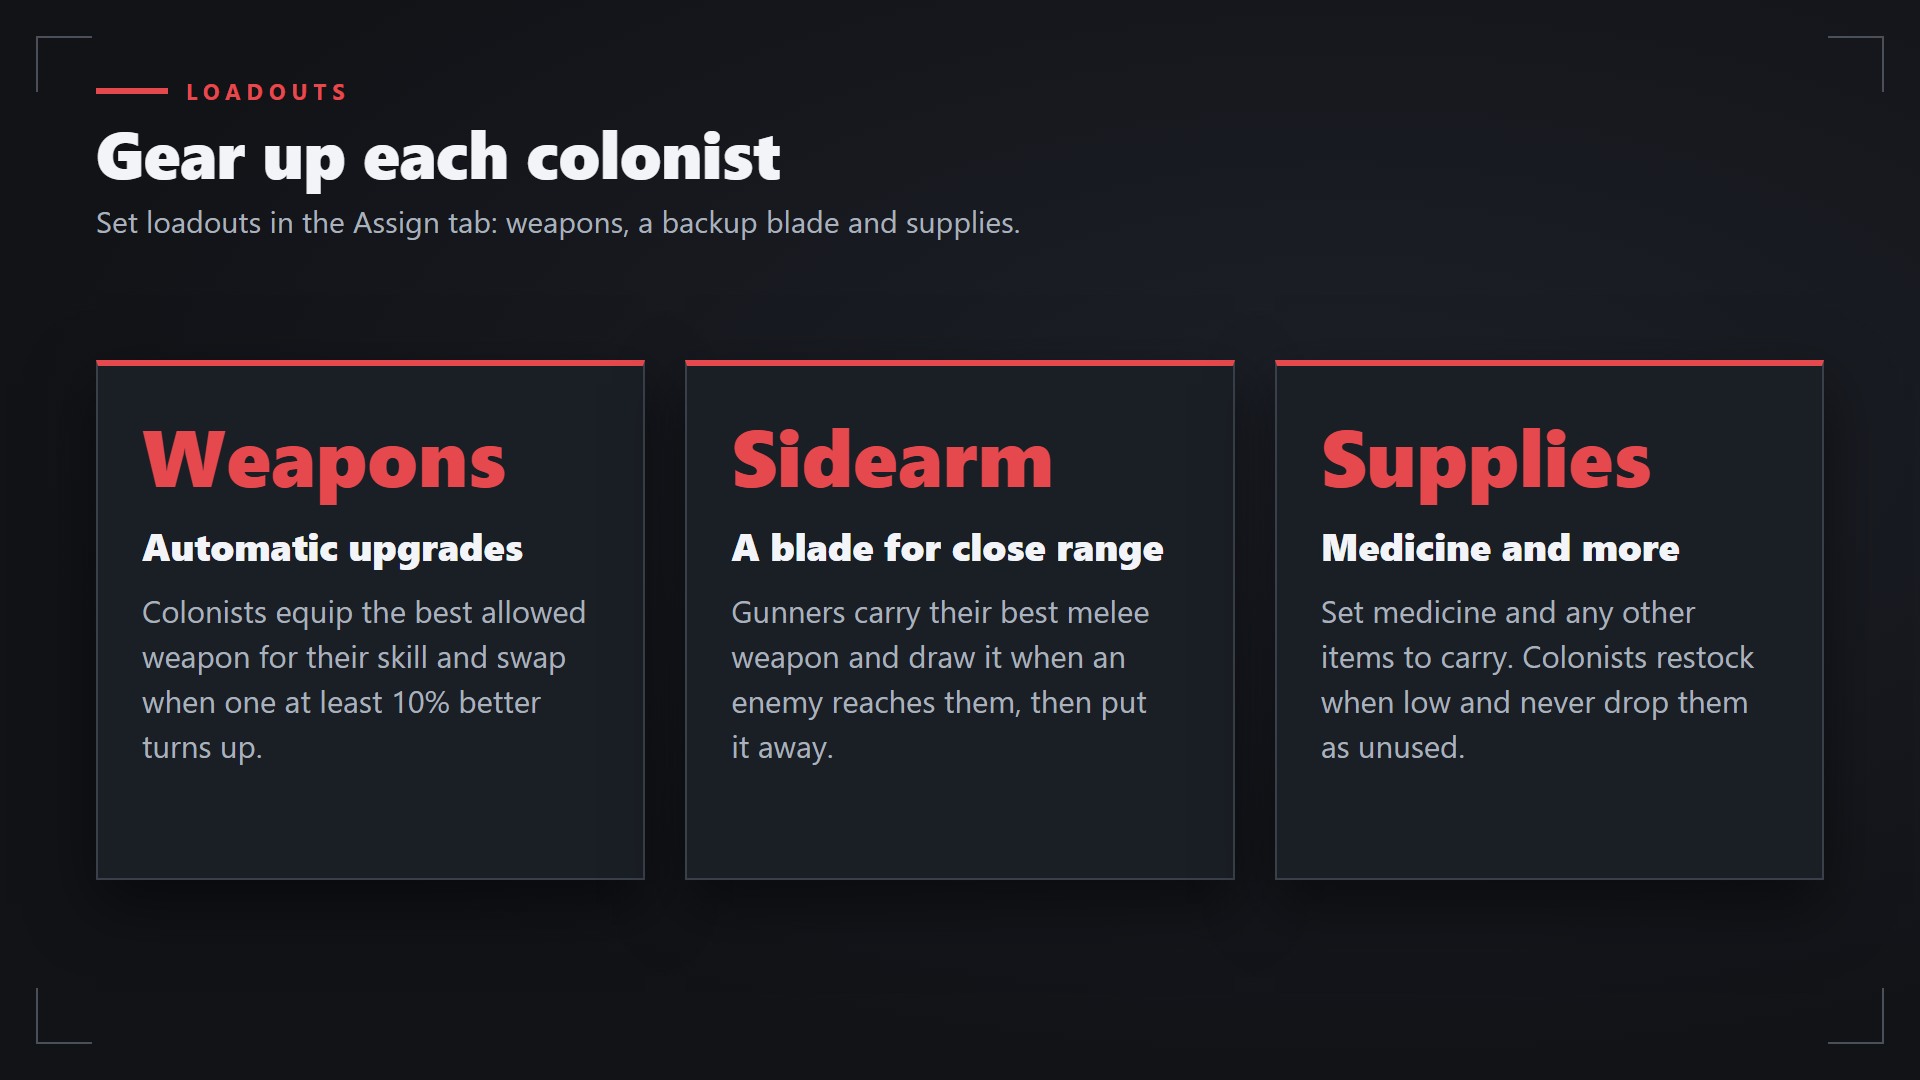 LOADOUTS
Gear up each colonist
Set loadouts in the Assign tab: weapons, a backup blade and supplies.
Weapons
Automatic upgrades
Colonists equip the best allowed
weapon for their skill and swap
when one at least 10% better
turns up.
Sidearm
A blade for close range
Gunners carry their best melee
weapon and draw it when an
enemy reaches them, then put
it away.
Supplies
Medicine and more
Set medicine and any other
items to carry. Colonists restock
when low and never drop them
as unused.